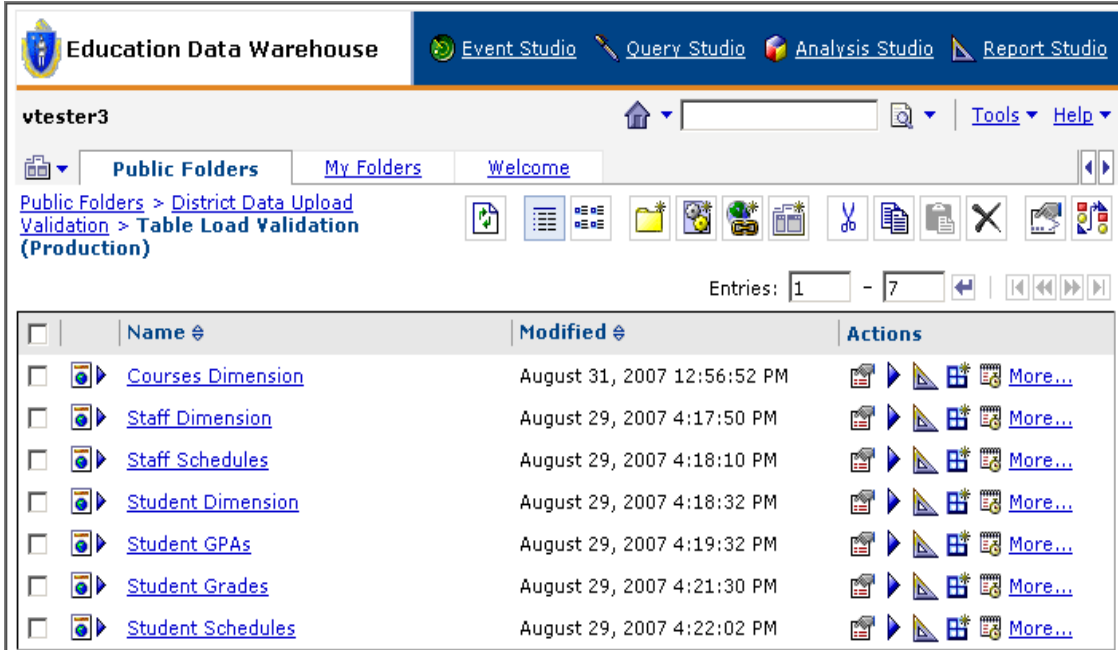 Education Data Warehouse Event Studio Query Studio Analysis Studio Report Studio
vtester3 Tools Help
Public Folders My Folders Welcome
Public Folders > District Data Upload
Validation > Table Load Validation
(Production)
Entries: 1 - 7
Name Modified Actions
Courses Dimension August 31, 2007 12:56:52 PM More...
Staff Dimension August 29, 2007 4:17:50 PM More...
Staff Schedules August 29, 2007 4:18:10 PM More...
Student Dimension August 29, 2007 4:18:32 PM More...
Student GPAs August 29, 2007 4:19:32 PM More...
Student Grades August 29, 2007 4:21:30 PM More...
Student Schedules August 29, 2007 4:22:02 PM More...